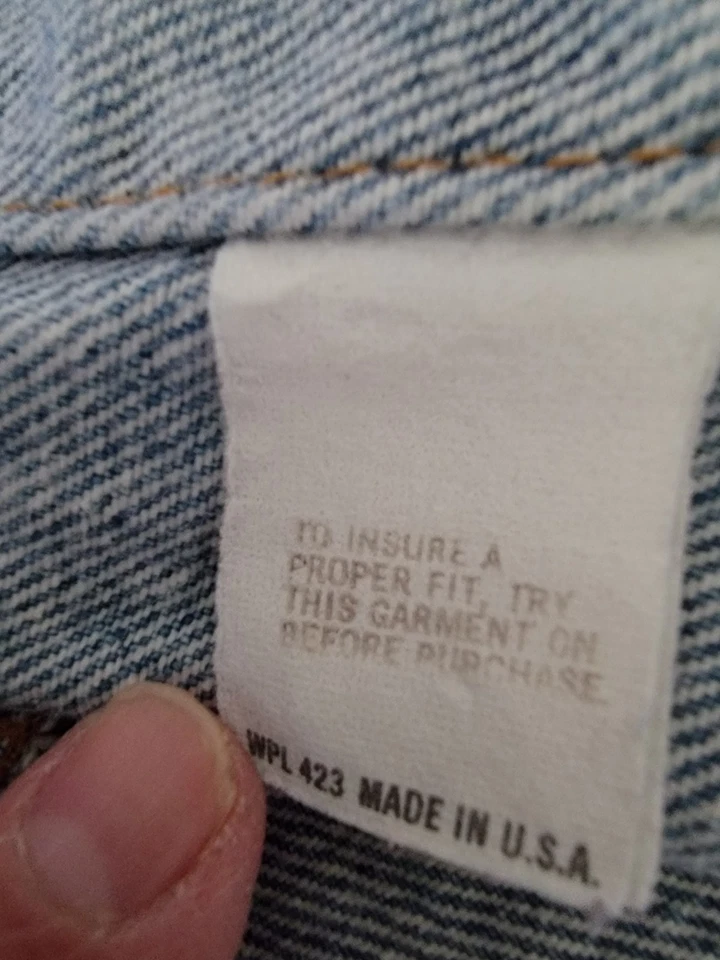 TO INSURE A
PROPER FIT, TRY
THIS GARMENT ON
BEFORE PURCHASE.
WPL 423 MADE IN U.S.A.